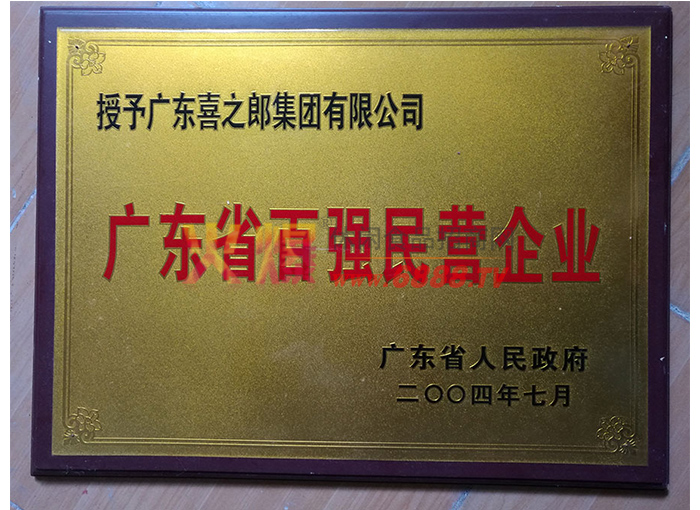 授予广东喜之郎集团有限公司
广东省百强民营企业
广东省人民政府
二〇〇四年七月